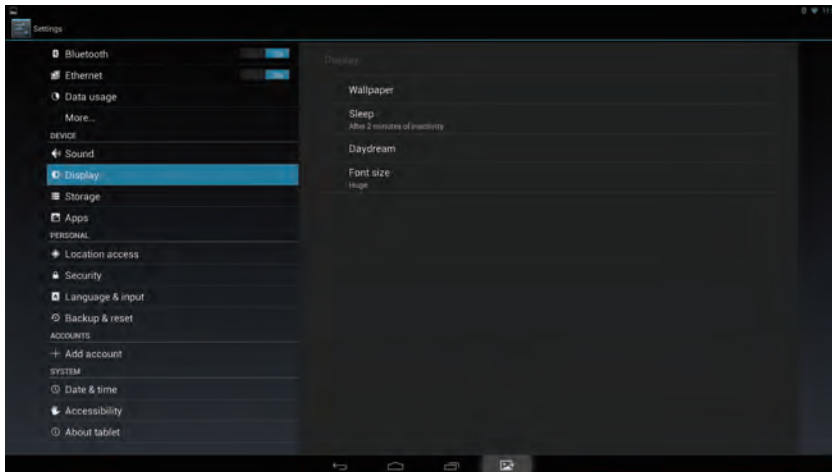 Settings
Bluetooth
Ethernet
Data usage
More...
DEVICE
Sound
Display
Storage
Apps
PERSONAL
Location access
Security
Language & input
Backup & reset
ACCOUNTS
Add account
SYSTEM
Date & time
Accessibility
About tablet
Display
Wallpaper
Sleep
After 2 minutes of inactivity
Daydream
Font size
Huge